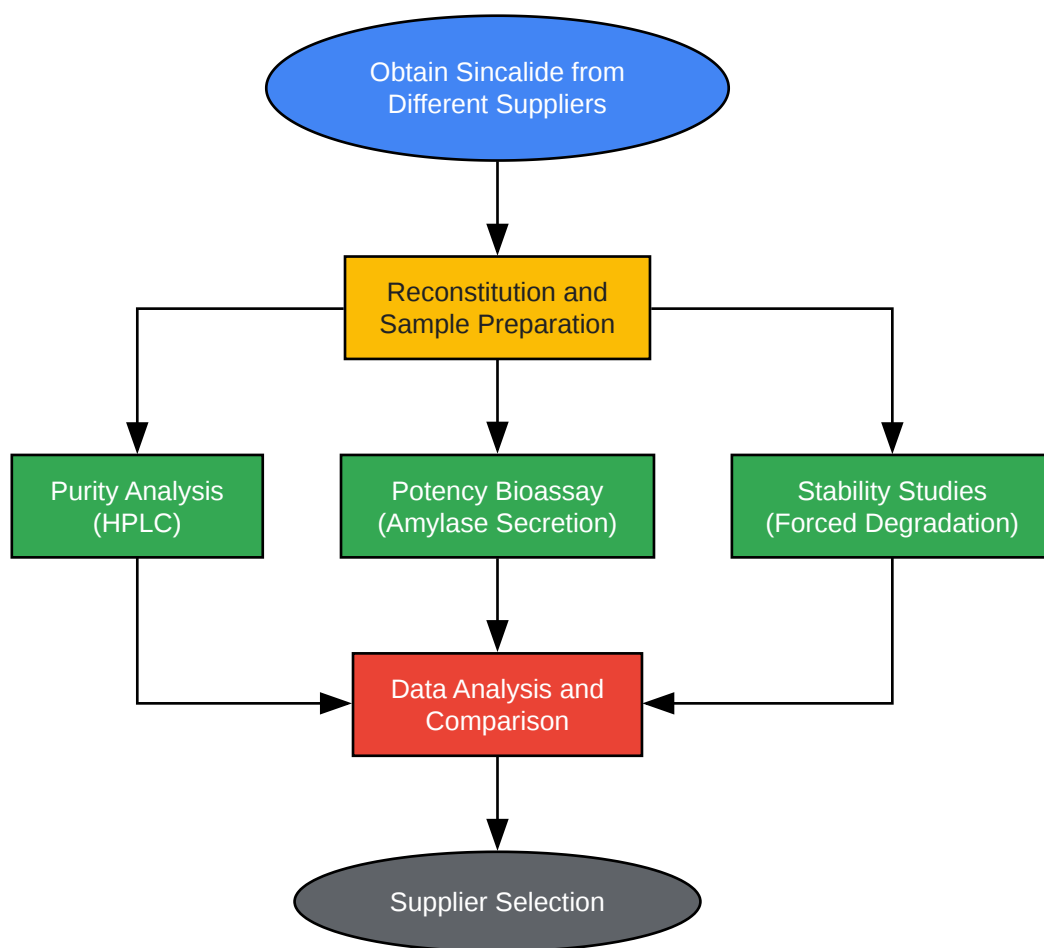 Obtain Sincalide from
Different Suppliers
Reconstitution and
Sample Preparation
Purity Analysis
(HPLC)
Potency Bioassay
(Amylase Secretion)
Stability Studies
(Forced Degradation)
Data Analysis and
Comparison
Supplier Selection